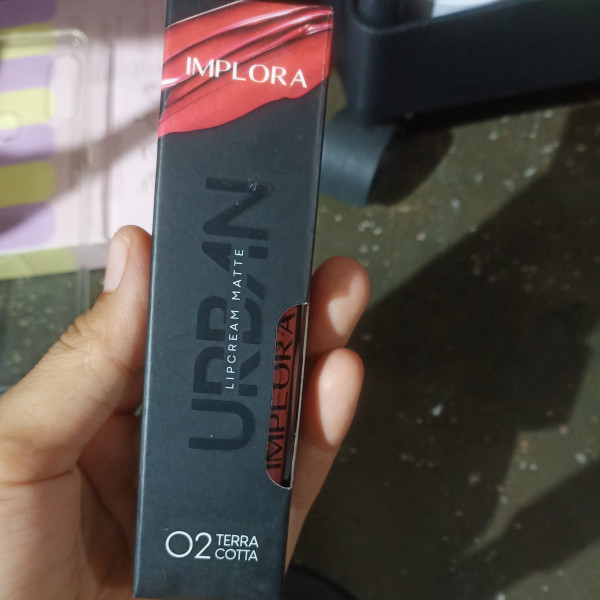 IMPLORA
URBAN
LIPCREAM MATTE
IMPLORA
02 TERRA
COTTA